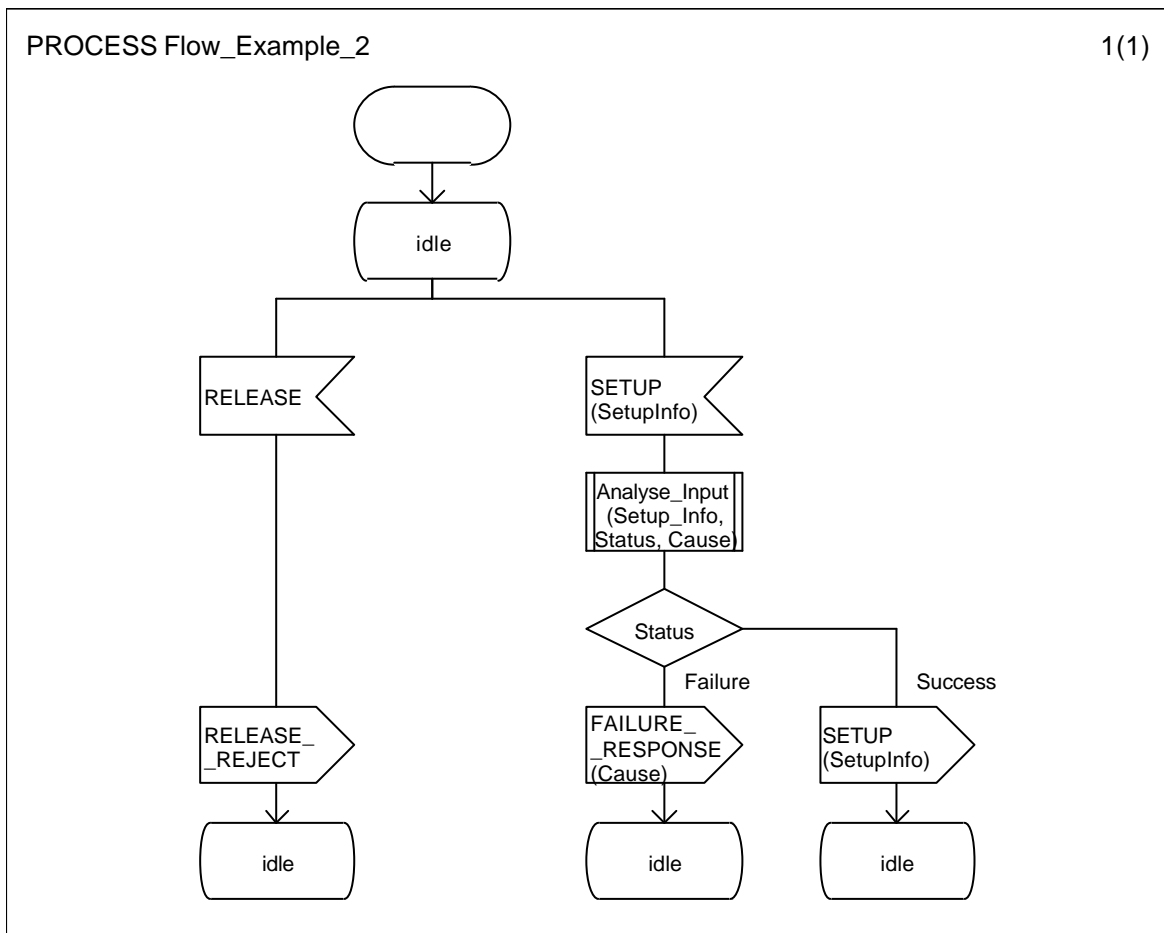 PROCESS Flow_Example_2
1(1)
idle
RELEASE
SETUP
(SetupInfo)
Analyse_Input
(Setup_Info,
Status, Cause)
Status
Failure
Success
RELEASE_
_REJECT
FAILURE_
_RESPONSE
(Cause)
SETUP
(SetupInfo)
idle
idle
idle